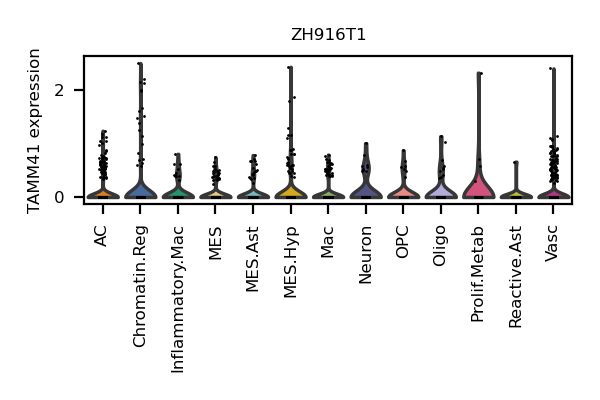 ZH916T1
TAMM41 expression
2
0
AC
Chromatin.Reg
Inflammatory.Mac
MES
MES.Ast
MES.Hyp
Mac
Neuron
OPC
Oligo
Prolif.Metab
Reactive.Ast
Vasc